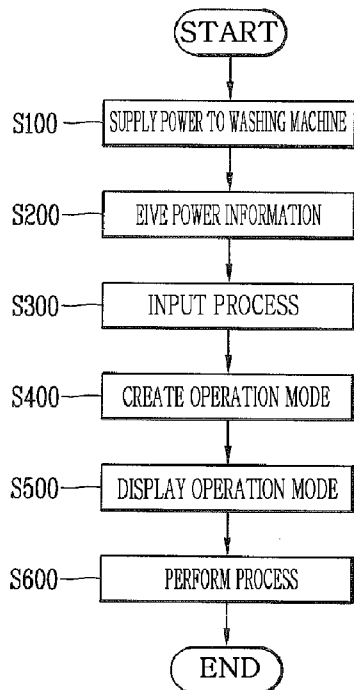 START
S100 SUPPLY POWER TO WASHING MACHINE
S200 EIVE POWER INFORMATION
S300 INPUT PROCESS
S400 CREATE OPERATION MODE
S500 DISPLAY OPERATION MODE
S600 PERFORM PROCESS
END